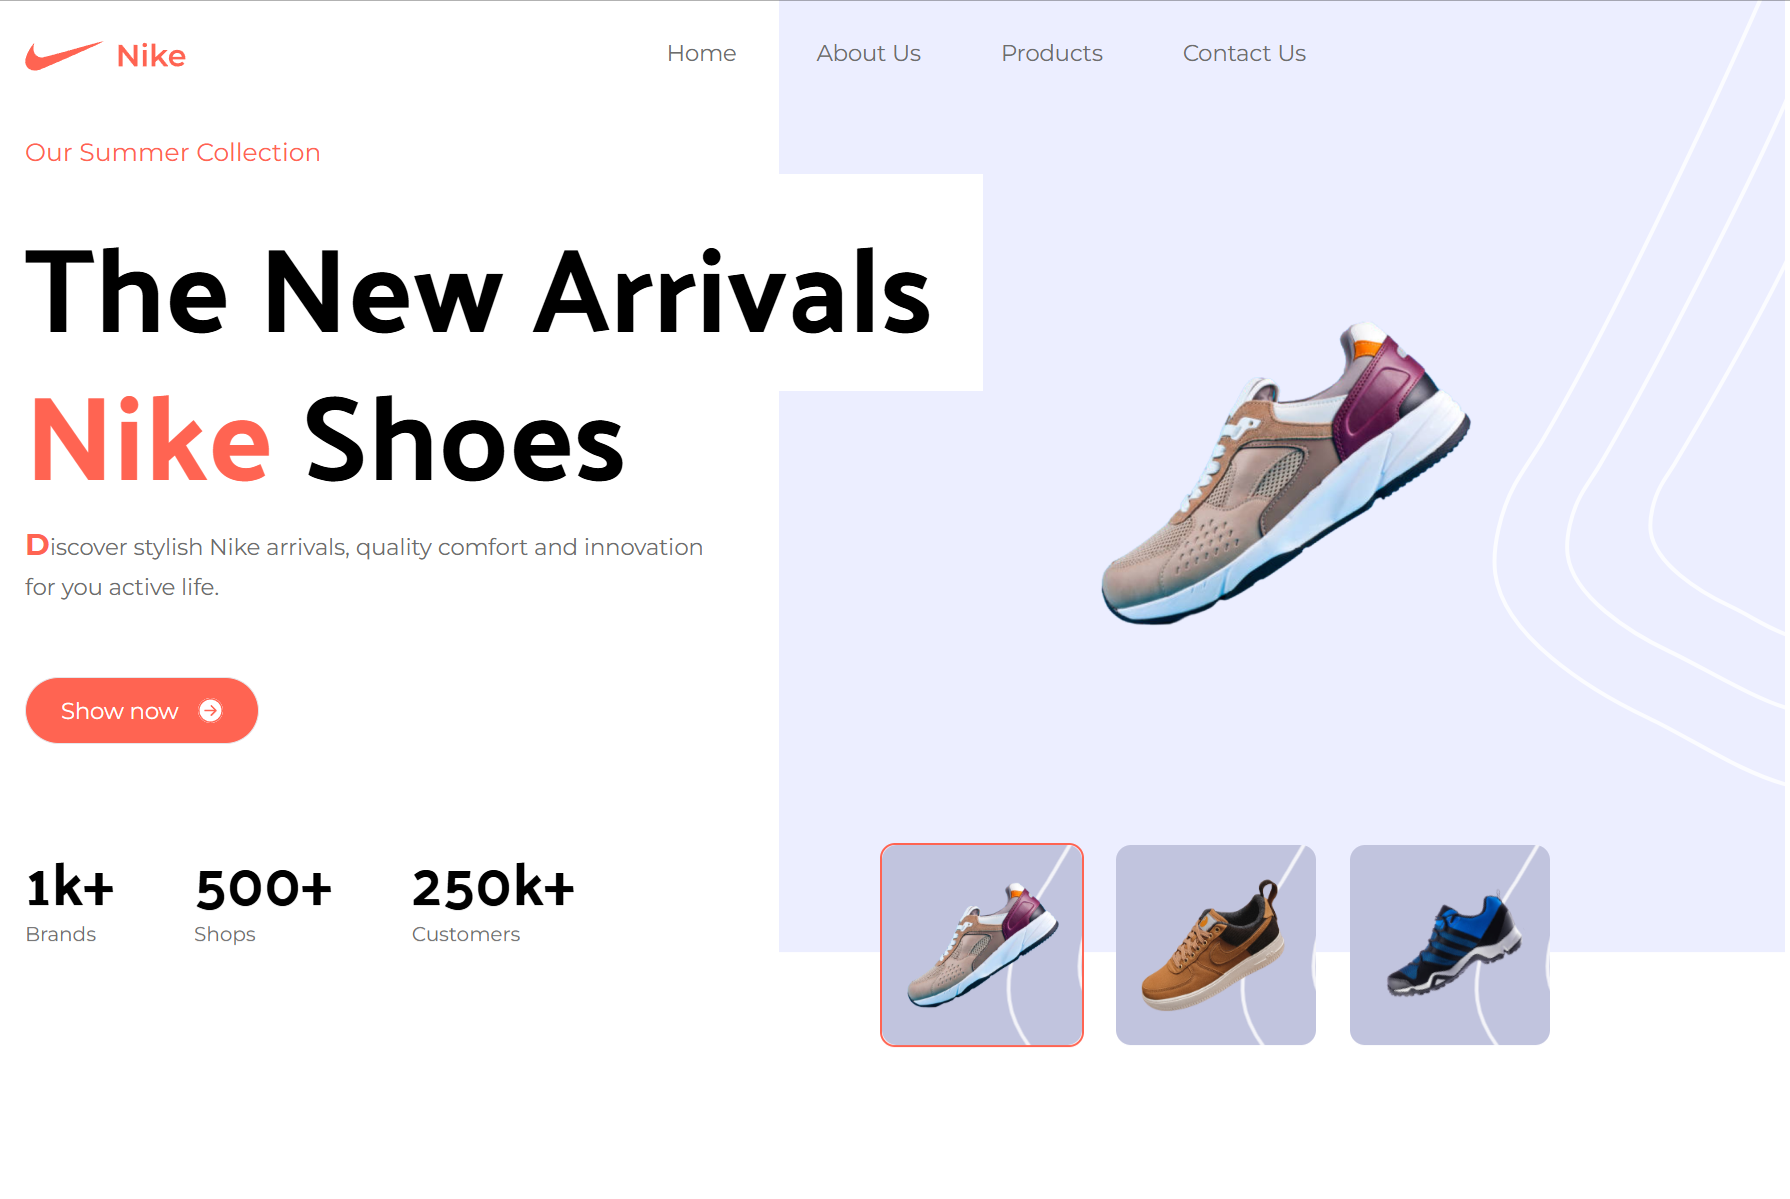 Nike
Home About Us Products Contact Us
Our Summer Collection
The New Arrivals
Nike Shoes
Discover stylish Nike arrivals, quality comfort and innovation
for you active life.
Show now
1k+ 500+ 250k+
Brands Shops Customers